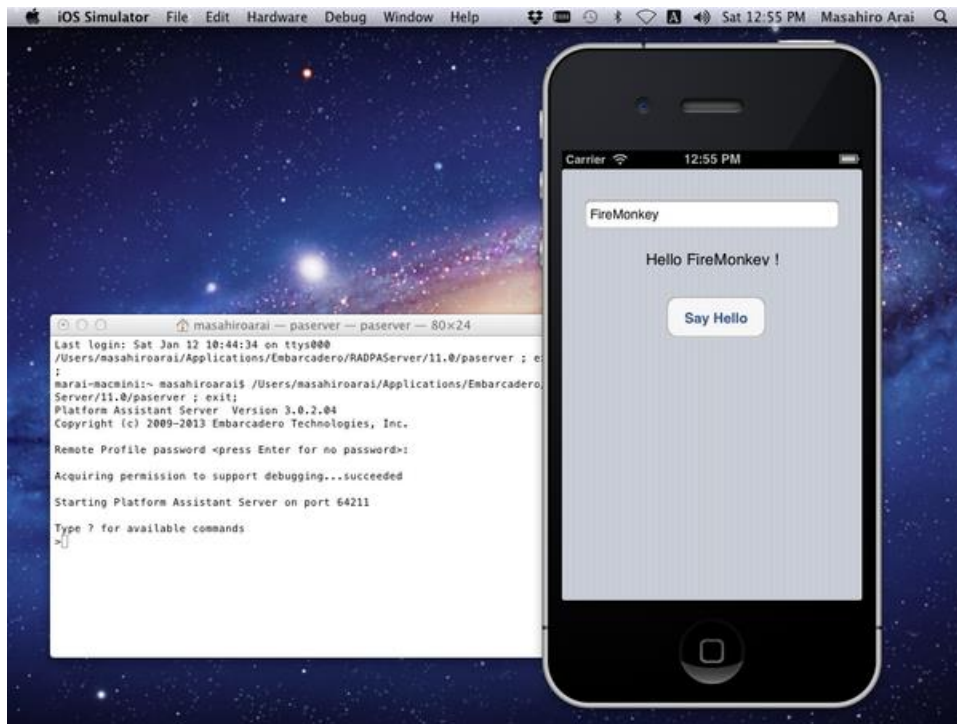 iOS Simulator File Edit Hardware Debug Window Help Sat 12:55 PM Masahiro Arai
masahiroarai — paserver — paserver — 80×24
Last login: Sat Jan 12 10:44:34 on ttys000
/Users/masahiroarai/Applications/Embarcadero/RADPAServer/11.0/paserver ; e
;
marai-macmini:~ masahiroarai$ /Users/masahiroarai/Applications/Embarcadero/
Server/11.0/paserver ; exit;
Platform Assistant Server Version 3.0.2.04
Copyright (c) 2009-2013 Embarcadero Technologies, Inc.
Remote Profile password <press Enter for no password>:
Acquiring permission to support debugging...succeeded
Starting Platform Assistant Server on port 64211
Type ? for available commands
>
Carrier 12:55 PM
FireMonkey
Hello FireMonkey !
Say Hello